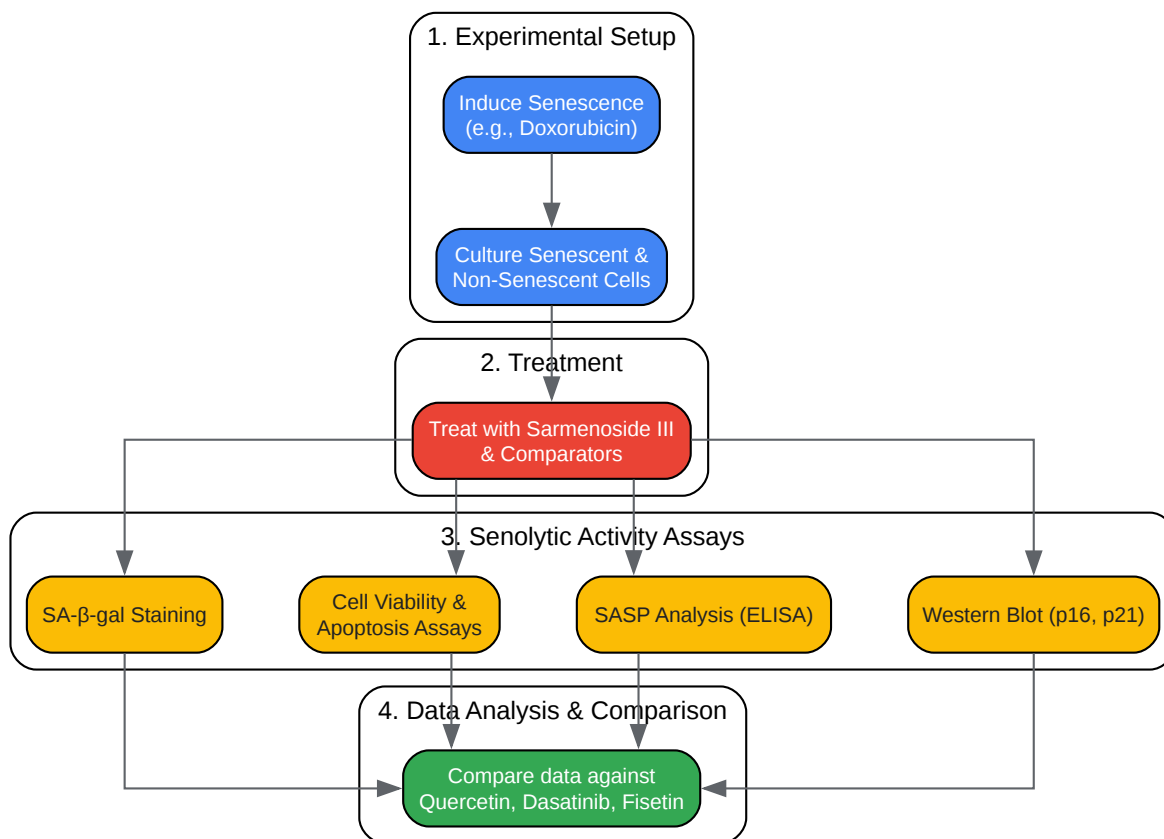 1. Experimental Setup
Induce Senescence
(e.g., Doxorubicin)
Culture Senescent &
Non-Senescent Cells
2. Treatment
Treat with Sarmenoside III
& Comparators
3. Senolytic Activity Assays
SA-β-gal Staining
Cell Viability &
Apoptosis Assays
SASP Analysis (ELISA)
Western Blot (p16, p21)
4. Data Analysis & Comparison
Compare data against
Quercetin, Dasatinib, Fisetin